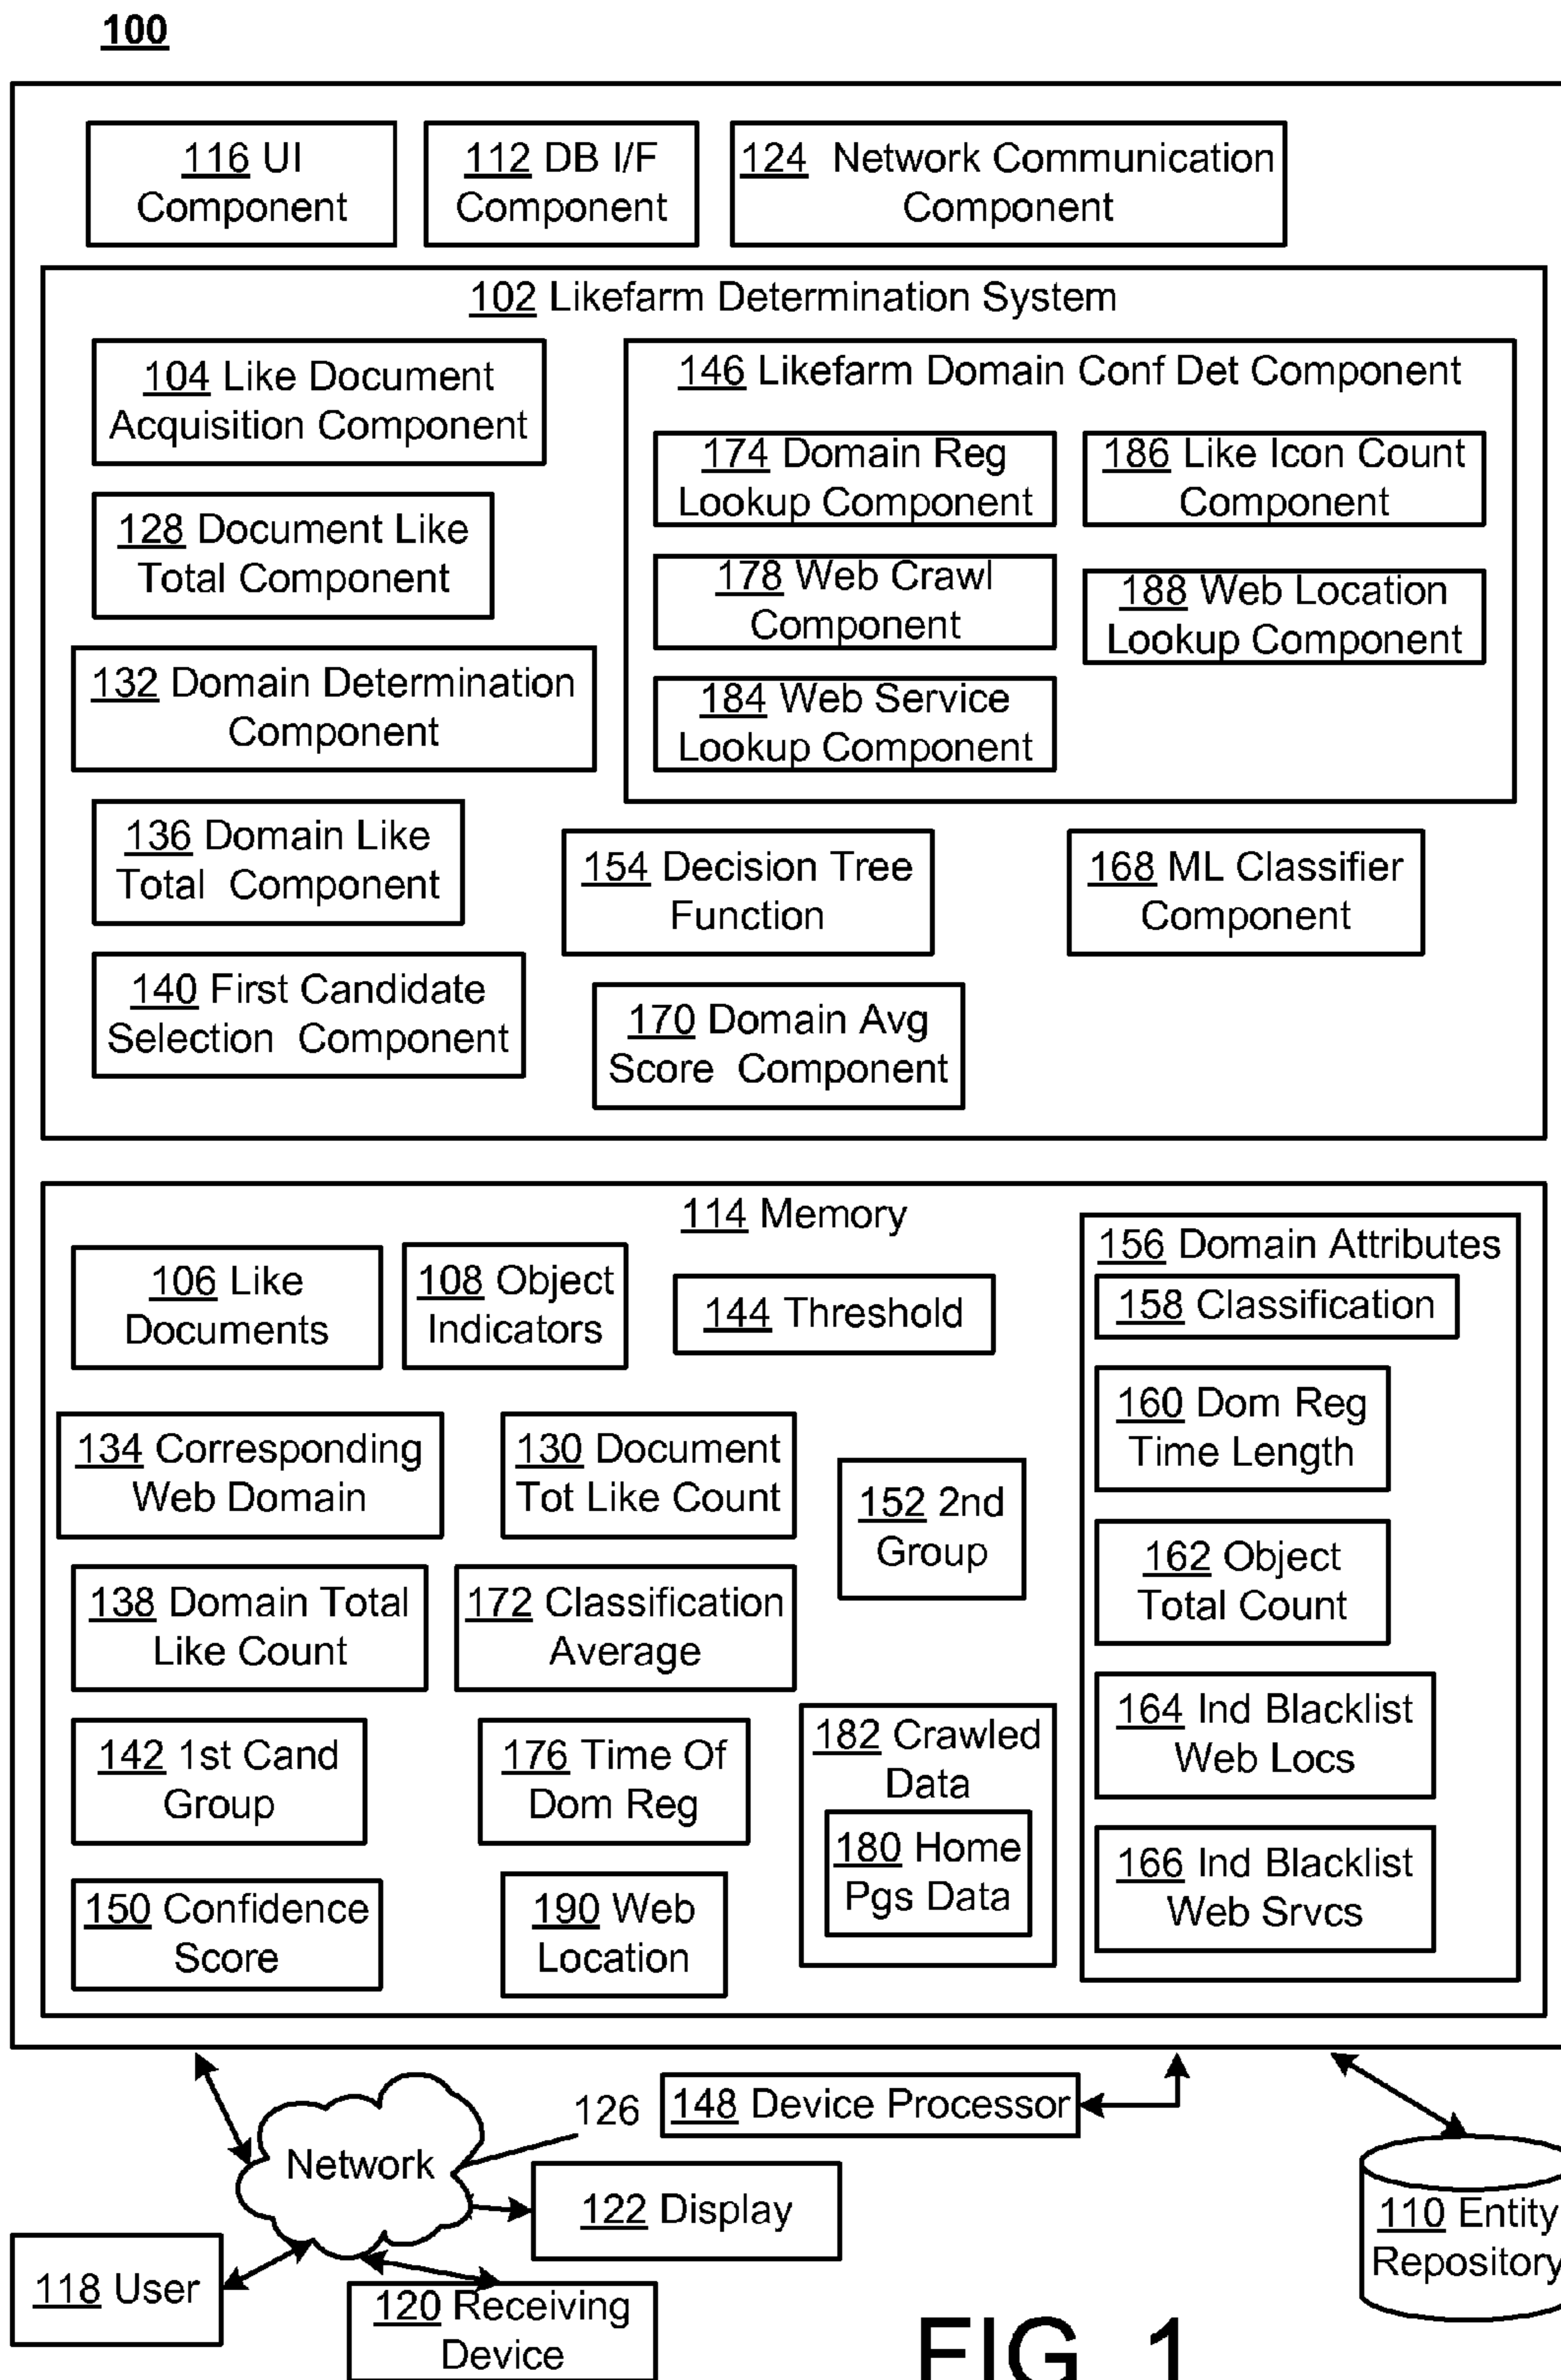 100
116 UI
Component
112 DB I/F
Component
124 Network Communication
Component
102 Likefarm Determination System
104 Like Document
Acquisition Component
128 Document Like
Total Component
132 Domain Determination
Component
136 Domain Like
Total Component
140 First Candidate
Selection Component
146 Likefarm Domain Conf Det Component
174 Domain Reg
Lookup Component
186 Like Icon Count
Component
178 Web Crawl
Component
188 Web Location
Lookup Component
184 Web Service
Lookup Component
154 Decision Tree
Function
168 ML Classifier
Component
170 Domain Avg
Score Component
114 Memory
106 Like
Documents
108 Object
Indicators
144 Threshold
134 Corresponding
Web Domain
130 Document
Tot Like Count
152 2nd
Group
138 Domain Total
Like Count
172 Classification
Average
142 1st Cand
Group
176 Time Of
Dom Reg
182 Crawled
Data
180 Home
Pgs Data
150 Confidence
Score
190 Web
Location
156 Domain Attributes
158 Classification
160 Dom Reg
Time Length
162 Object
Total Count
164 Ind Blacklist
Web Locs
166 Ind Blacklist
Web Srvcs
126
148 Device Processor
Network
122 Display
110 Entity
Repository
118 User
120 Receiving
Device
FIG. 1